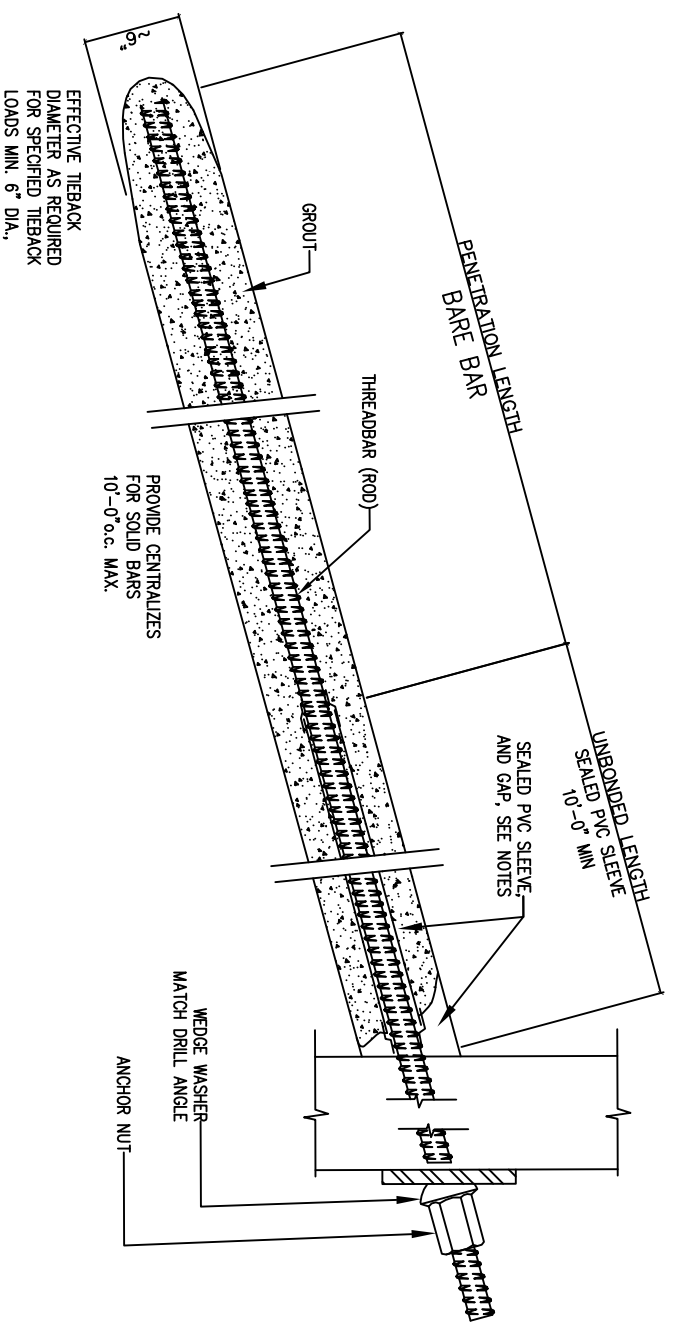 PENETRATION LENGTH
BARE BAR
UNBONDED LENGTH
SEALED PVC SLEEVE
10'-0" MIN
~6"
GROUT
THREADBAR (ROD)
SEALED PVC SLEEVE,
AND GAP, SEE NOTES
EFFECTIVE TIEBACK
DIAMETER AS REQUIRED
FOR SPECIFIED TIEBACK
LOADS MIN. 6" DIA.,
PROVIDE CENTRALIZES
FOR SOLID BARS
10'-0"o.c. MAX.
WEDGE WASHER
MATCH DRILL ANGLE
ANCHOR NUT